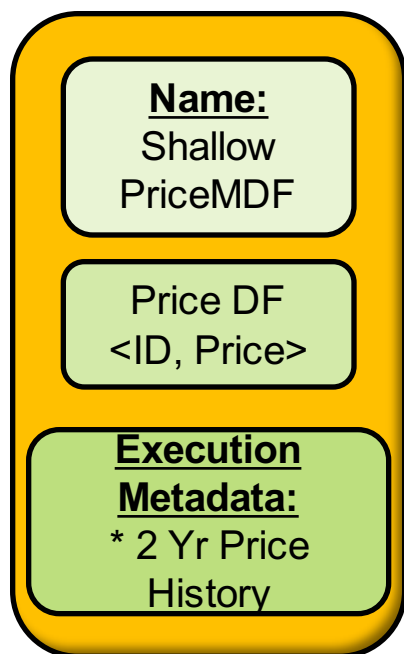 Name:
Shallow
PriceMDF
Price DF
<ID, Price>
Execution
Metadata:
* 2 Yr Price
History